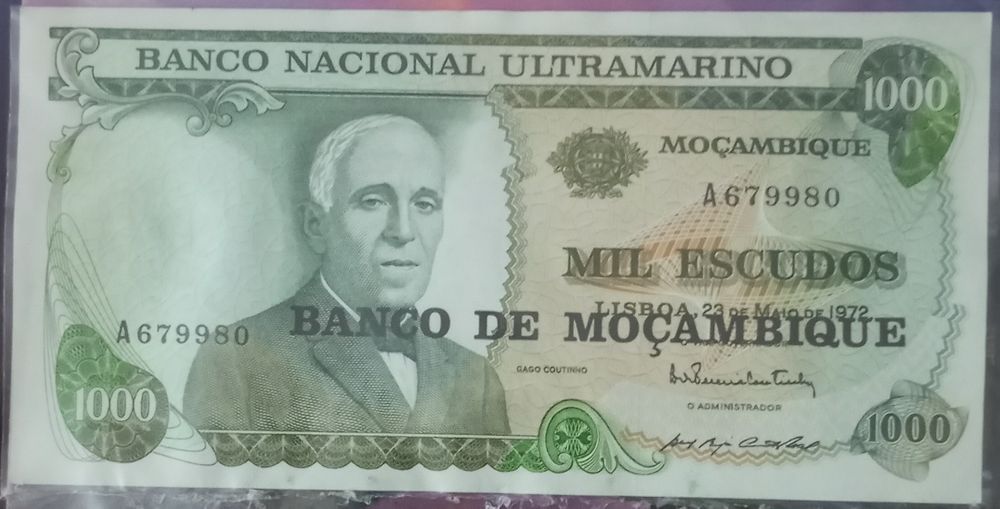 BANCO NACIONAL ULTRAMARINO
1000
MOÇAMBIQUE
A679980
MIL ESCUDOS
LISBOA, 23 DE MAIO DE 1972
A679980
BANCO DE MOÇAMBIQUE
GAGO COUTINHO
O ADMINISTRADOR
1000
1000